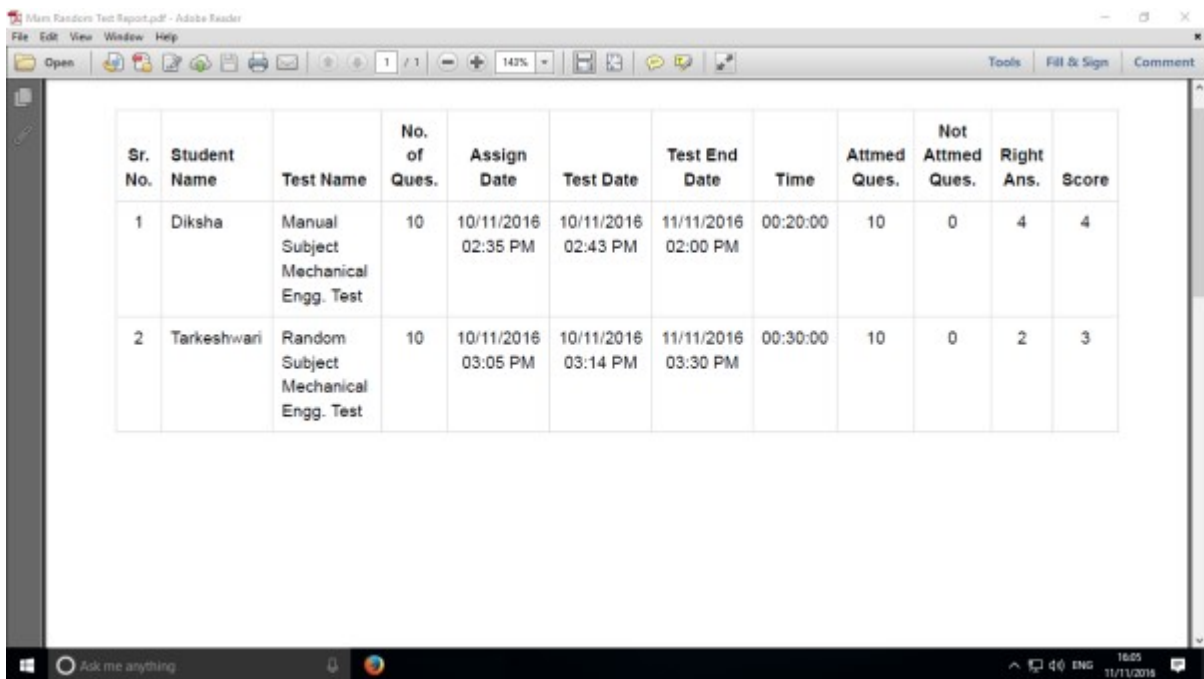 Mam Random Test Report.pdf - Adobe Reader
File Edit View Window Help
Open 1 / 1 143% Tools Fill & Sign Comment
Sr. No. Student Name Test Name No. of Ques. Assign Date Test Date Test End Date Time Attmed Ques. Not Attmed Ques. Right Ans. Score
1 Diksha Manual Subject Mechanical Engg. Test 10 10/11/2016 02:35 PM 10/11/2016 02:43 PM 11/11/2016 02:00 PM 00:20:00 10 0 4 4
2 Tarkeshwari Random Subject Mechanical Engg. Test 10 10/11/2016 03:05 PM 10/11/2016 03:14 PM 11/11/2016 03:30 PM 00:30:00 10 0 2 3
Ask me anything
ENG 16:05
11/11/2016